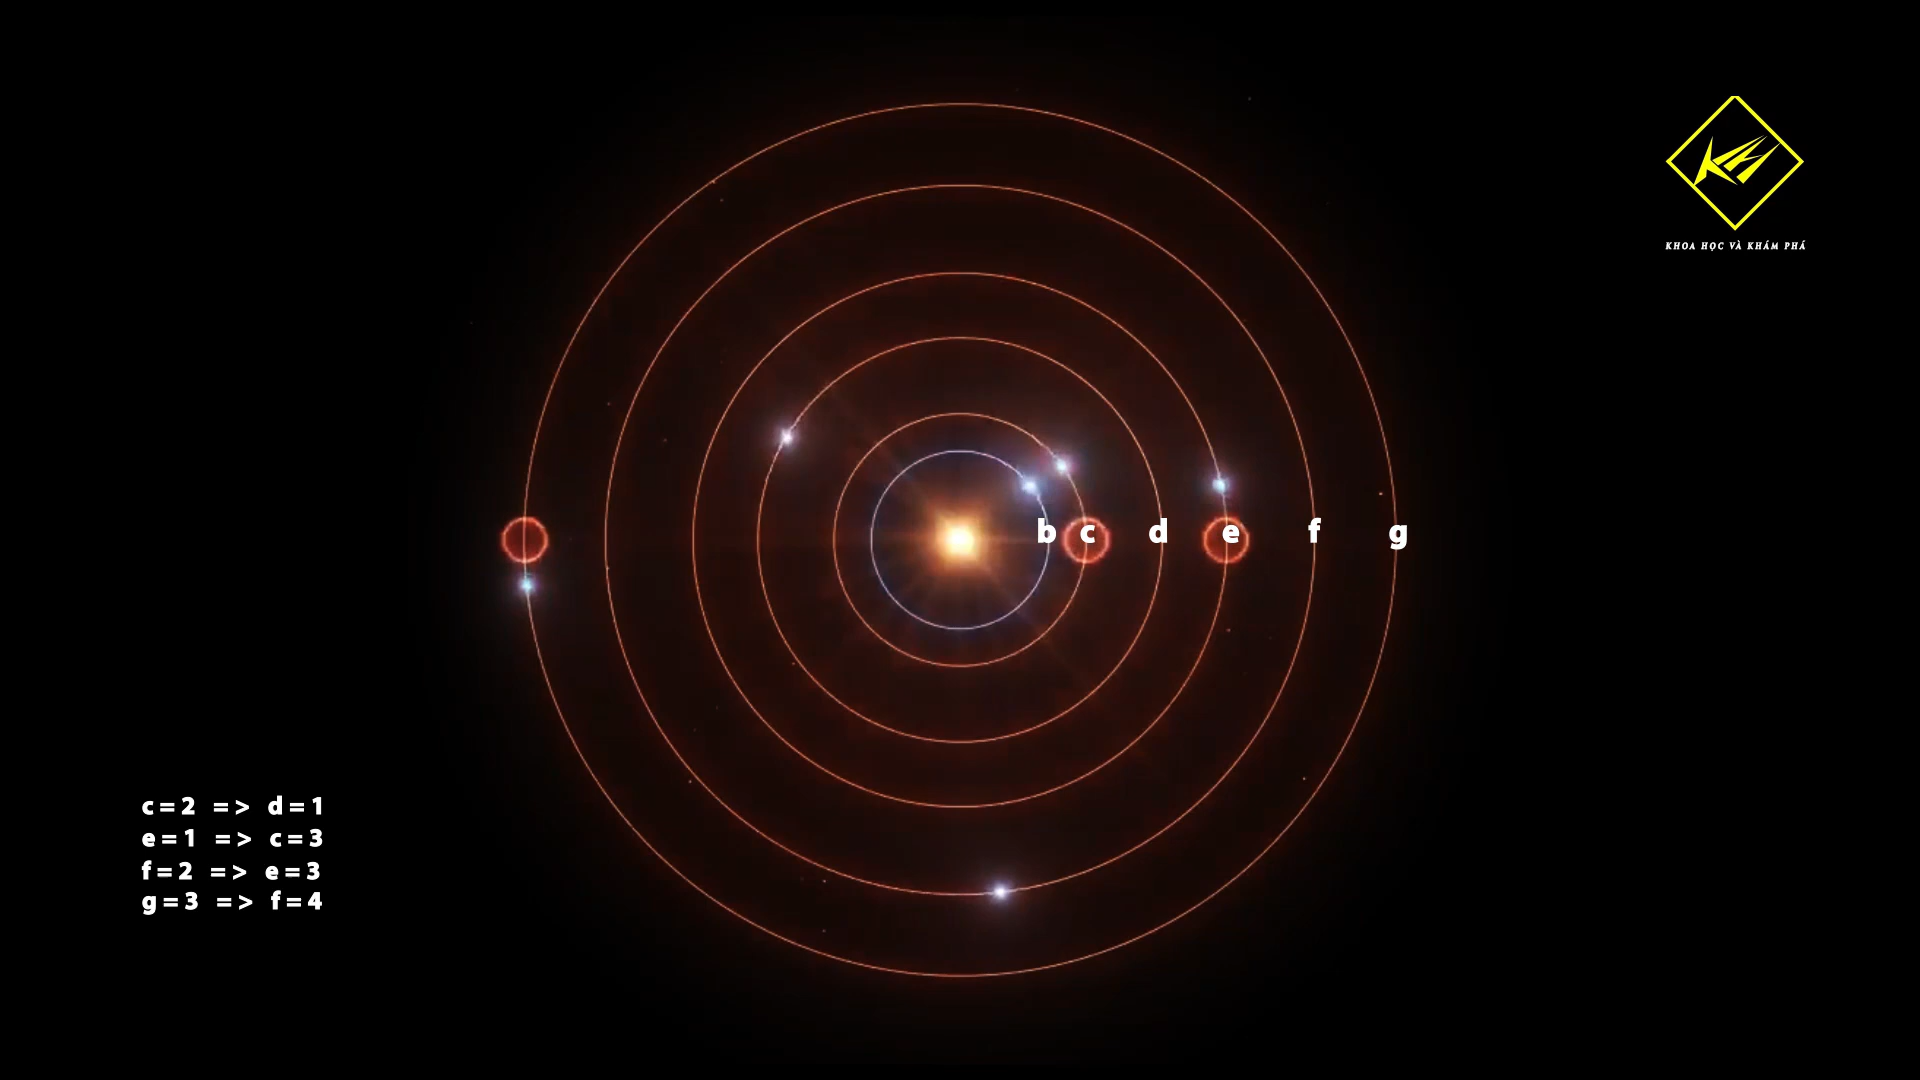 KHOA HỌC VÀ KHÁM PHÁ
b c d e f g
c = 2 = > d = 1
e = 1 = > c = 3
f = 2 = > e = 3
g = 3 = > f = 4